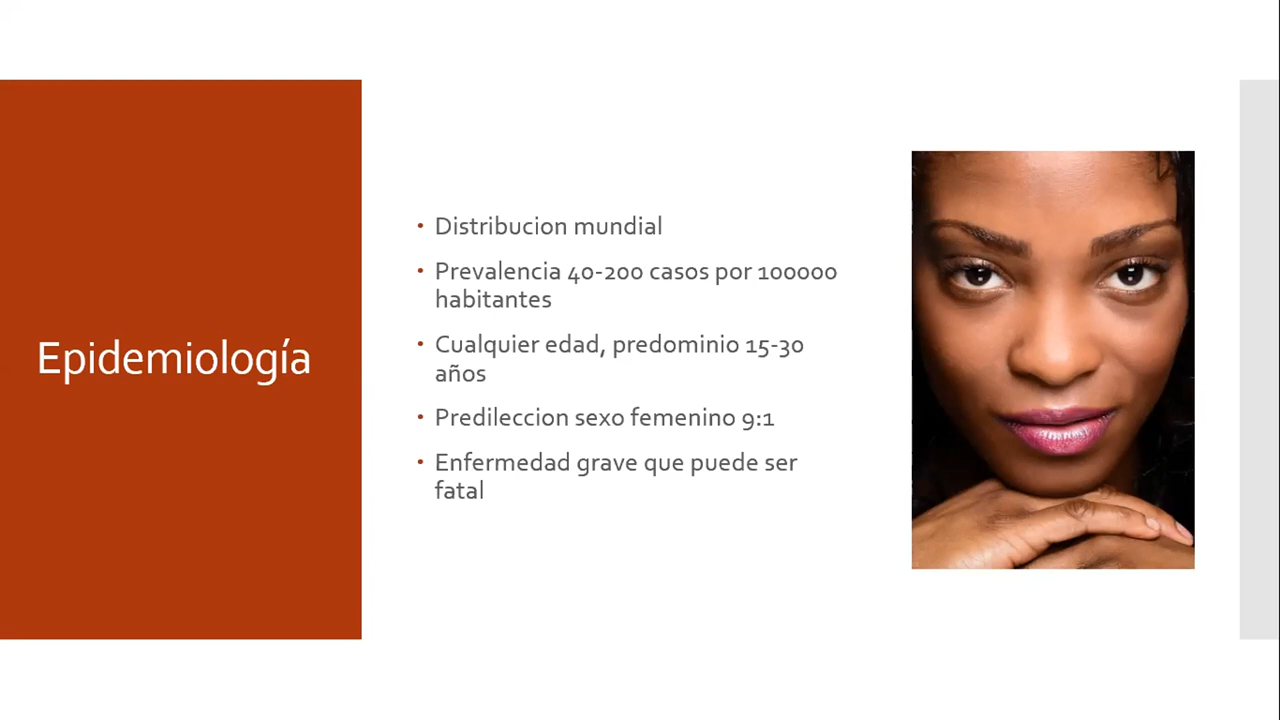 Epidemiología
• Distribucion mundial
• Prevalencia 40-200 casos por 100000
habitantes
• Cualquier edad, predominio 15-30
años
• Predileccion sexo femenino 9:1
• Enfermedad grave que puede ser
fatal